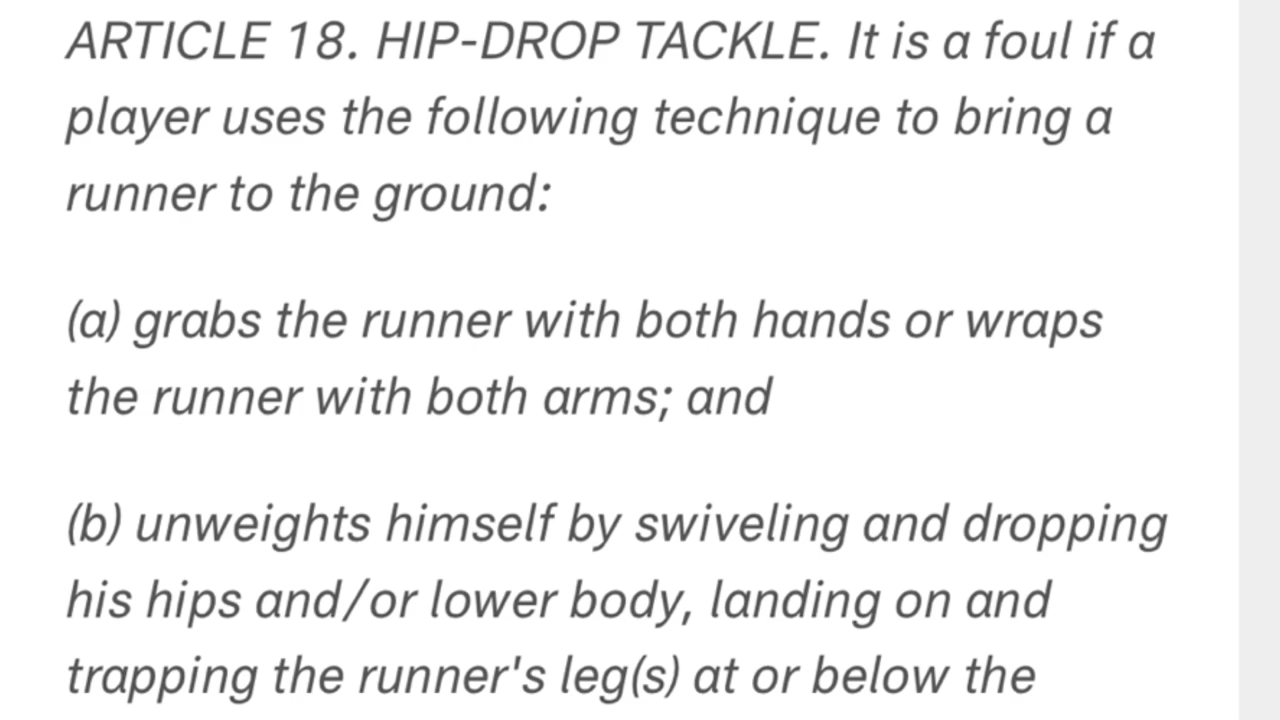 ARTICLE 18. HIP-DROP TACKLE. It is a foul if a
player uses the following technique to bring a
runner to the ground:
(a) grabs the runner with both hands or wraps
the runner with both arms; and
(b) unweights himself by swiveling and dropping
his hips and/or lower body, landing on and
trapping the runner's leg(s) at or below the